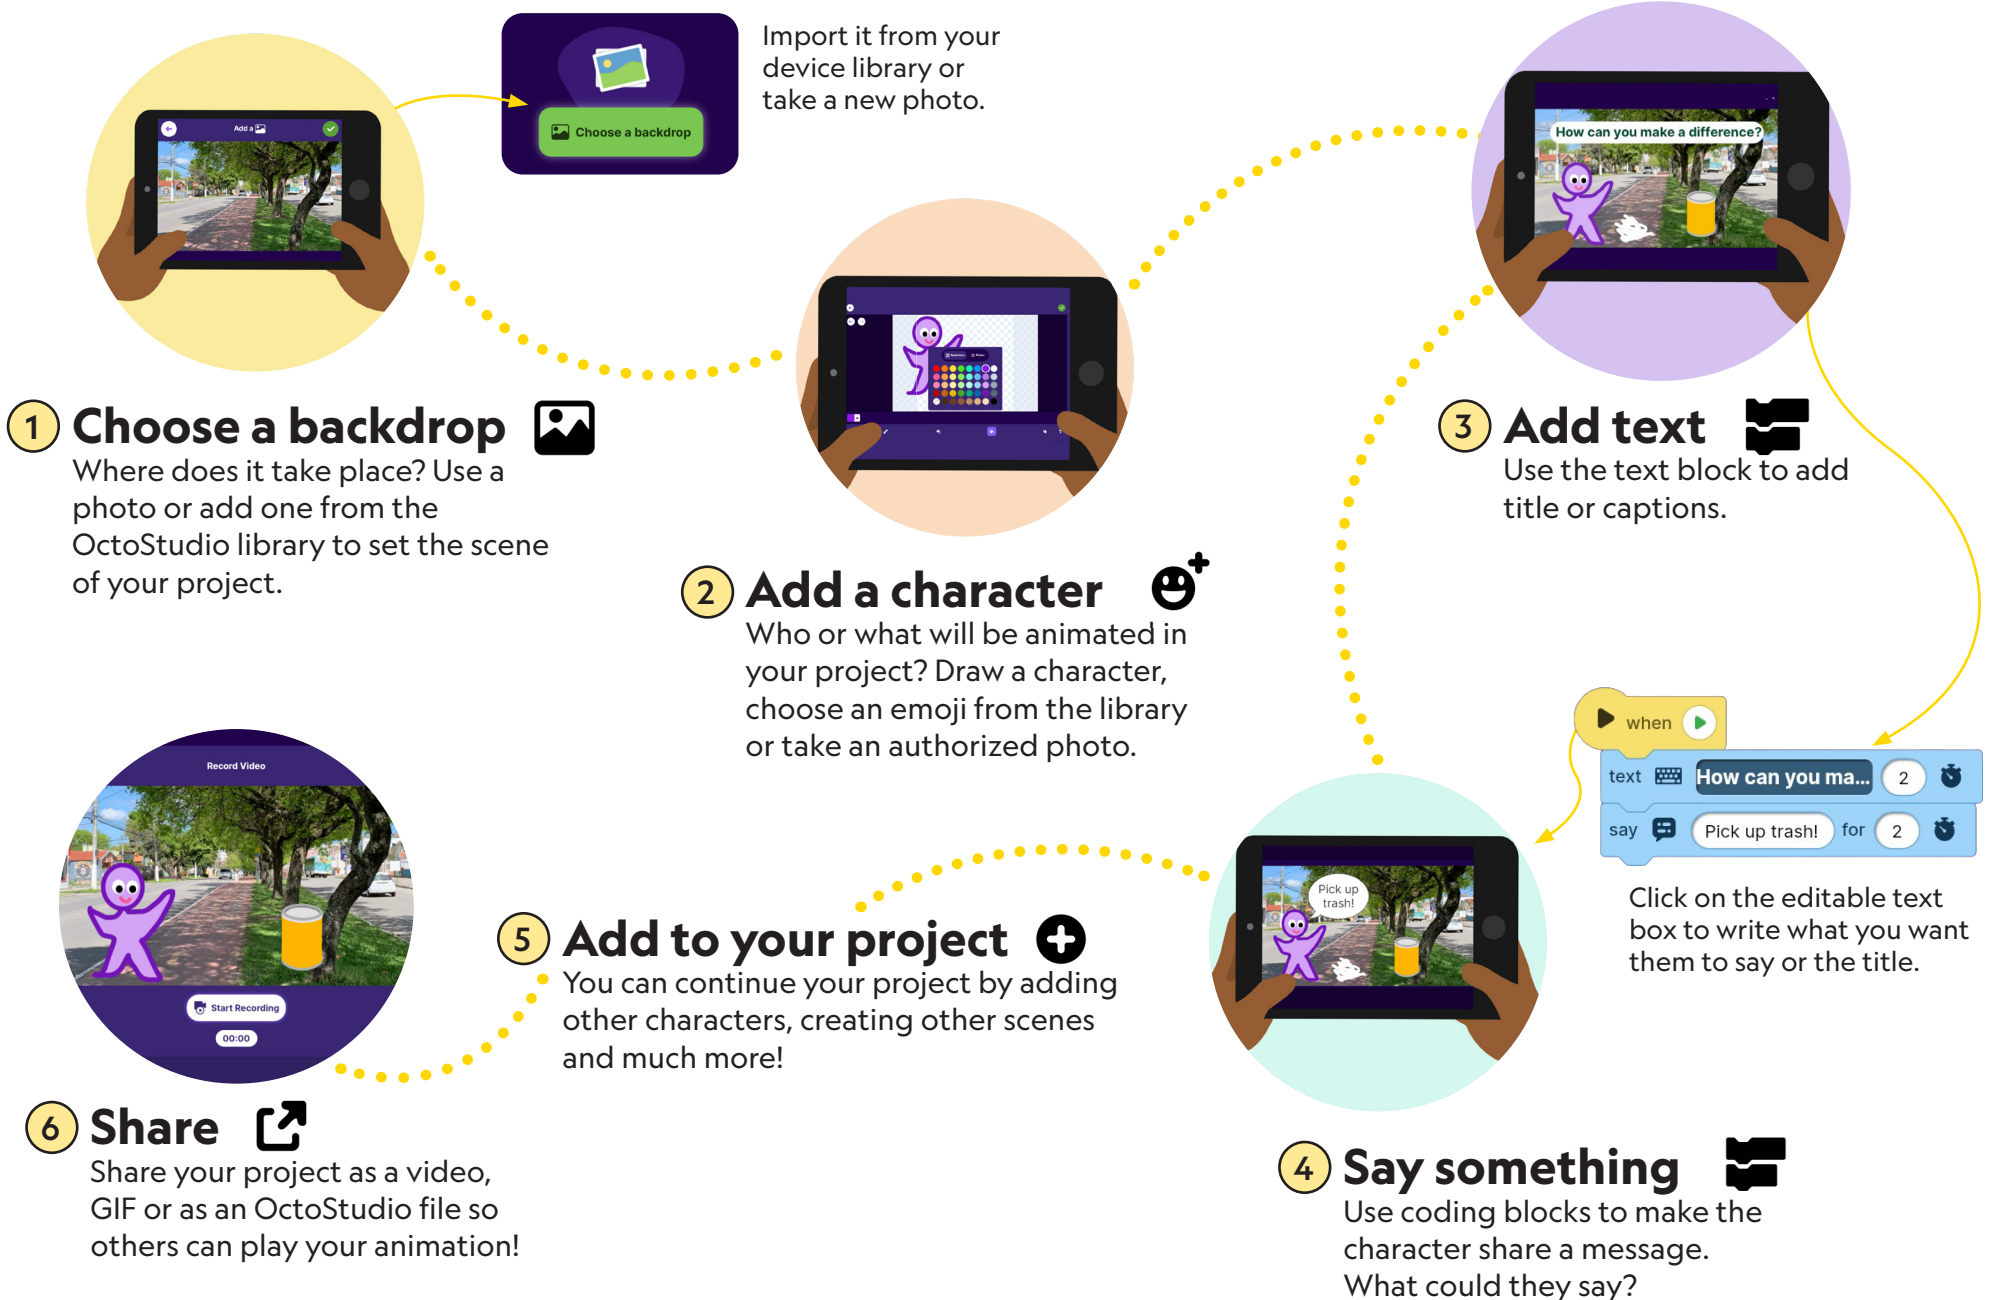 Add a
Choose a backdrop
Import it from your
device library or
take a new photo.
1 Choose a backdrop
Where does it take place? Use a
photo or add one from the
OctoStudio library to set the scene
of your project.
2 Add a character
Who or what will be animated in
your project? Draw a character,
choose an emoji from the library
or take an authorized photo.
How can you make a difference?
3 Add text
Use the text block to add
title or captions.
when
text How can you ma... 2
say Pick up trash! for 2
Click on the editable text
box to write what you want
them to say or the title.
Pick up
trash!
4 Say something
Use coding blocks to make the
character share a message.
What could they say?
5 Add to your project
You can continue your project by adding
other characters, creating other scenes
and much more!
Record Video
Start Recording
00:00
6 Share
Share your project as a video,
GIF or as an OctoStudio file so
others can play your animation!